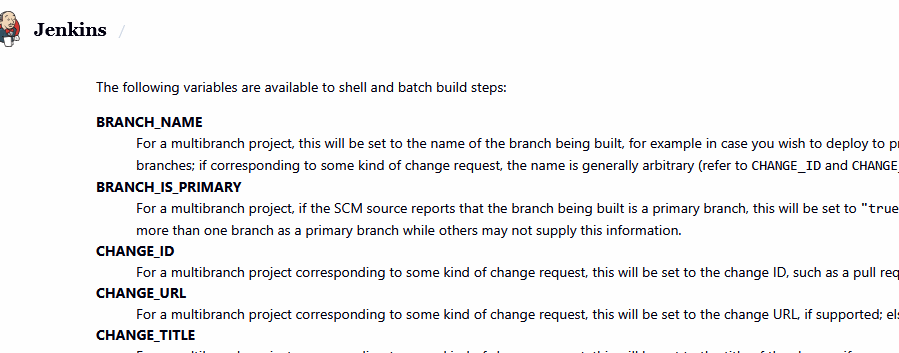 Jenkins /
The following variables are available to shell and batch build steps:
BRANCH_NAME
For a multibranch project, this will be set to the name of the branch being built, for example in case you wish to deploy to
branches; if corresponding to some kind of change request, the name is generally arbitrary (refer to CHANGE_ID and CHANGE_
BRANCH_IS_PRIMARY
For a multibranch project, if the SCM source reports that the branch being built is a primary branch, this will be set to "true
more than one branch as a primary branch while others may not supply this information.
CHANGE_ID
For a multibranch project corresponding to some kind of change request, this will be set to the change ID, such as a pull req
CHANGE_URL
For a multibranch project corresponding to some kind of change request, this will be set to the change URL, if supported;
CHANGE_TITLE